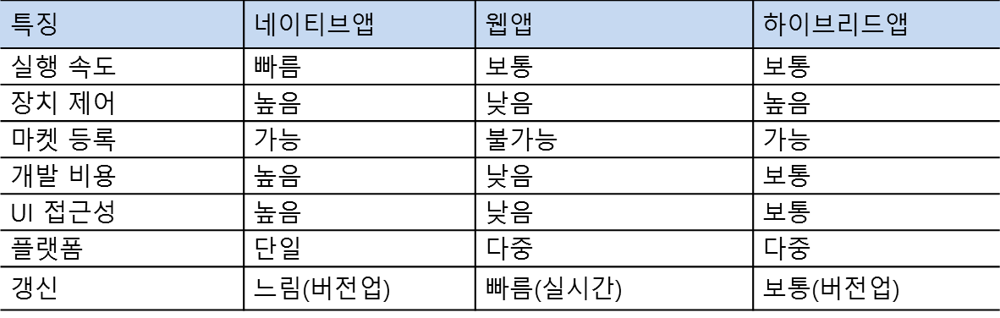 특징 네이티브앱 웹앱 하이브리드앱
실행 속도 빠름 보통 보통
장치 제어 높음 낮음 높음
마켓 등록 가능 불가능 가능
개발 비용 높음 낮음 보통
UI 접근성 높음 낮음 보통
플랫폼 단일 다중 다중
갱신 느림(버전업) 빠름(실시간) 보통(버전업)